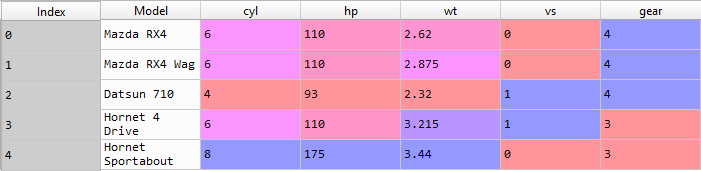 Index Model cyl hp wt vs gear
0 Mazda RX4 6 110 2.62 0 4
1 Mazda RX4 Wag 6 110 2.875 0 4
2 Datsun 710 4 93 2.32 1 4
3 Hornet 4 Drive 6 110 3.215 1 3
4 Hornet Sportabout 8 175 3.44 0 3